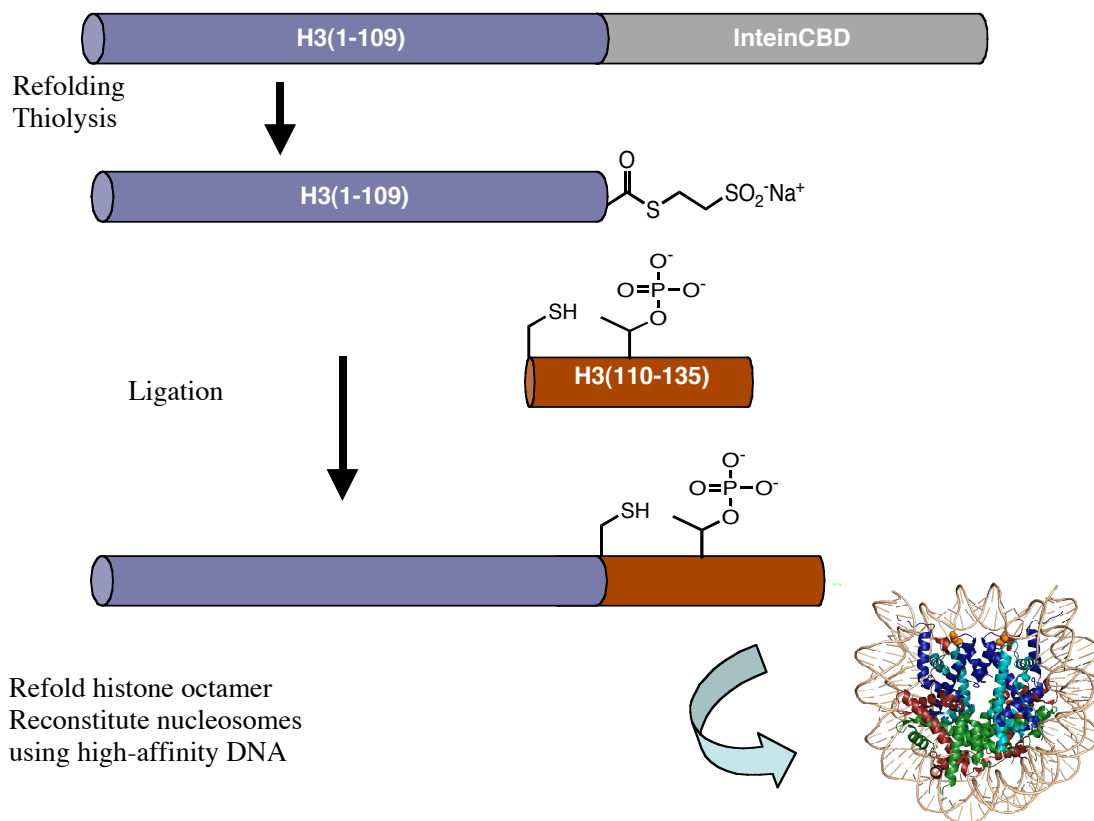 H3(1-109) InteinCBD
Refolding
Thiolysis
H3(1-109)
O
S
SO₂⁻Na⁺
O⁻
O=P-O⁻
SH
O
H3(110-135)
Ligation
O⁻
O=P-O⁻
SH
O
Refold histone octamer
Reconstitute nucleosomes
using high-affinity DNA